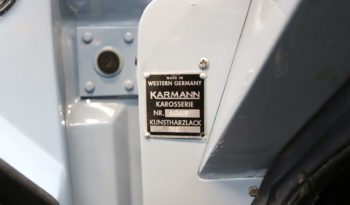 MADE IN
WESTERN GERMANY
KARMANN
KAROSSERIE
NR.
KUNSTHARZLACK